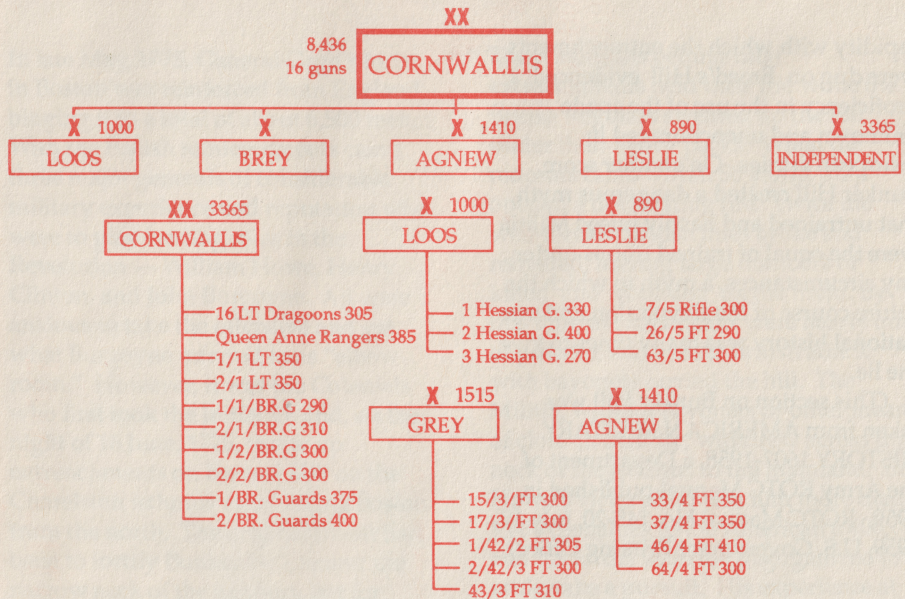 XX
8,436
16 guns
CORNWALLIS
X 1000
LOOS
X
BREY
X 1410
AGNEW
X 890
LESLIE
X 3365
INDEPENDENT
XX 3365
CORNWALLIS
16 LT Dragoons 305
Queen Anne Rangers 385
1/1 LT 350
2/1 LT 350
1/1/BR.G 290
2/1/BR.G 310
1/2/BR.G 300
2/2/BR.G 300
1/BR. Guards 375
2/BR. Guards 400
X 1000
LOOS
1 Hessian G. 330
2 Hessian G. 400
3 Hessian G. 270
X 890
LESLIE
7/5 Rifle 300
26/5 FT 290
63/5 FT 300
X 1515
GREY
15/3/FT 300
17/3/FT 300
1/42/2 FT 305
2/42/3 FT 300
43/3 FT 310
X 1410
AGNEW
33/4 FT 350
37/4 FT 350
46/4 FT 410
64/4 FT 300